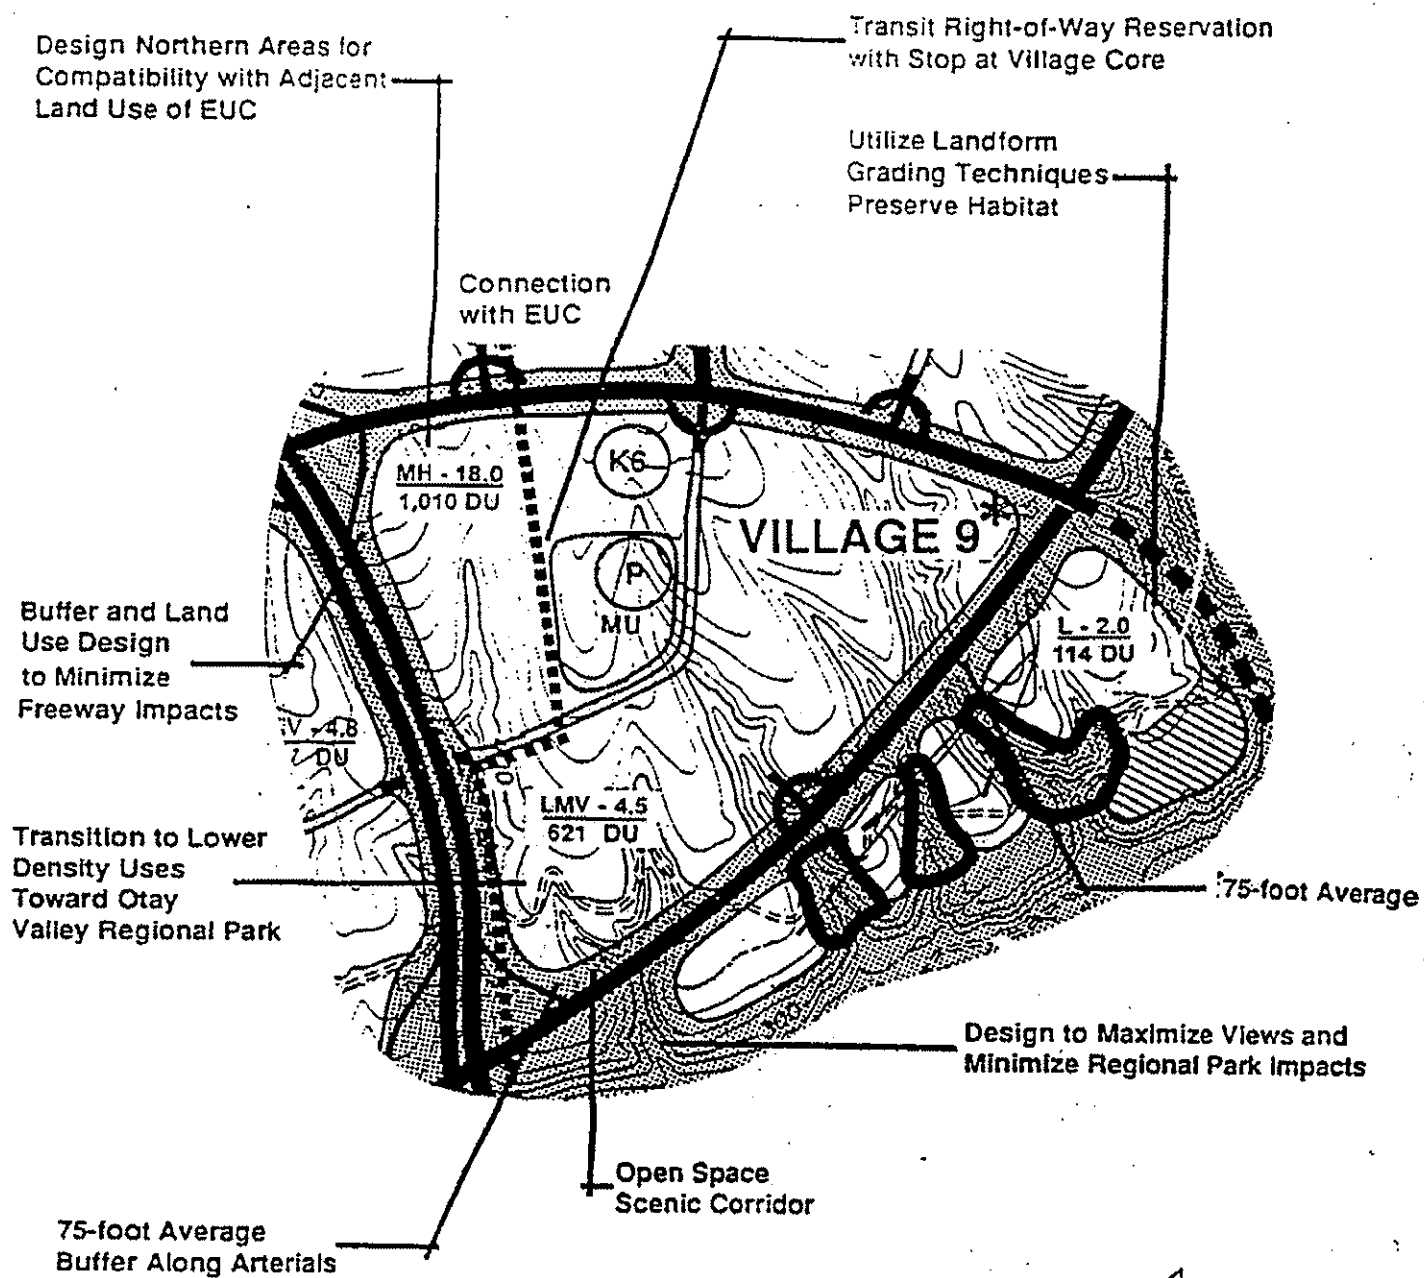 Design Northern Areas for
Compatibility with Adjacent
Land Use of EUC
Transit Right-of-Way Reservation
with Stop at Village Core
Utilize Landform
Grading Techniques
Preserve Habitat
Connection
with EUC
K6
MH - 18.0
1,010 DU
VILLAGE 9
P
MU
L - 2.0
114 DU
Buffer and Land
Use Design
to Minimize
Freeway Impacts
- 4.8
DU
LMV - 4.5
621 DU
Transition to Lower
Density Uses
Toward Otay
Valley Regional Park
75-foot Average
300
Design to Maximize Views and
Minimize Regional Park Impacts
Open Space
Scenic Corridor
75-foot Average
Buffer Along Arterials